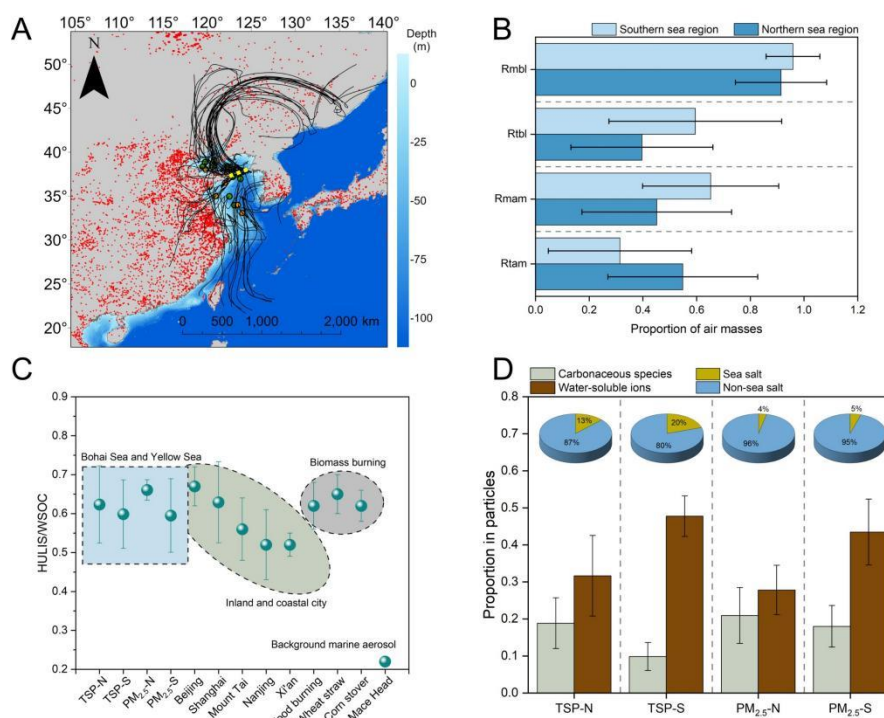 A
105° 110° 115° 120° 125° 130° 135° 140°
Depth
(m)
N
50°
45°
40°
35°
30°
25°
20°
0
-25
-50
-75
-100
0 500 1,000 2,000 km
B
Southern sea region Northern sea region
Rmbl
Rtbl
Rmam
Rtam
0.0 0.2 0.4 0.6 0.8 1.0 1.2
Proportion of air masses
C
HULIS/WSOC
0.9
0.8
0.7
0.6
0.5
0.4
0.3
0.2
Bohai Sea and Yellow Sea
Biomass burning
Inland and coastal city
Background marine aerosol
TSP-N
TSP-S
PM2.5-N
PM2.5-S
Beijing
Shanghai
Mount Tai
Nanjing
Xi'an
ood burning
heat straw
Corn stover
Mace Head
D
Carbonaceous species Sea salt
Water-soluble ions Non-sea salt
Proportion in particles
0.8
0.7
0.6
0.5
0.4
0.3
0.2
0.1
0.0
13%
87%
20%
80%
4%
96%
5%
95%
TSP-N TSP-S PM2.5-N PM2.5-S